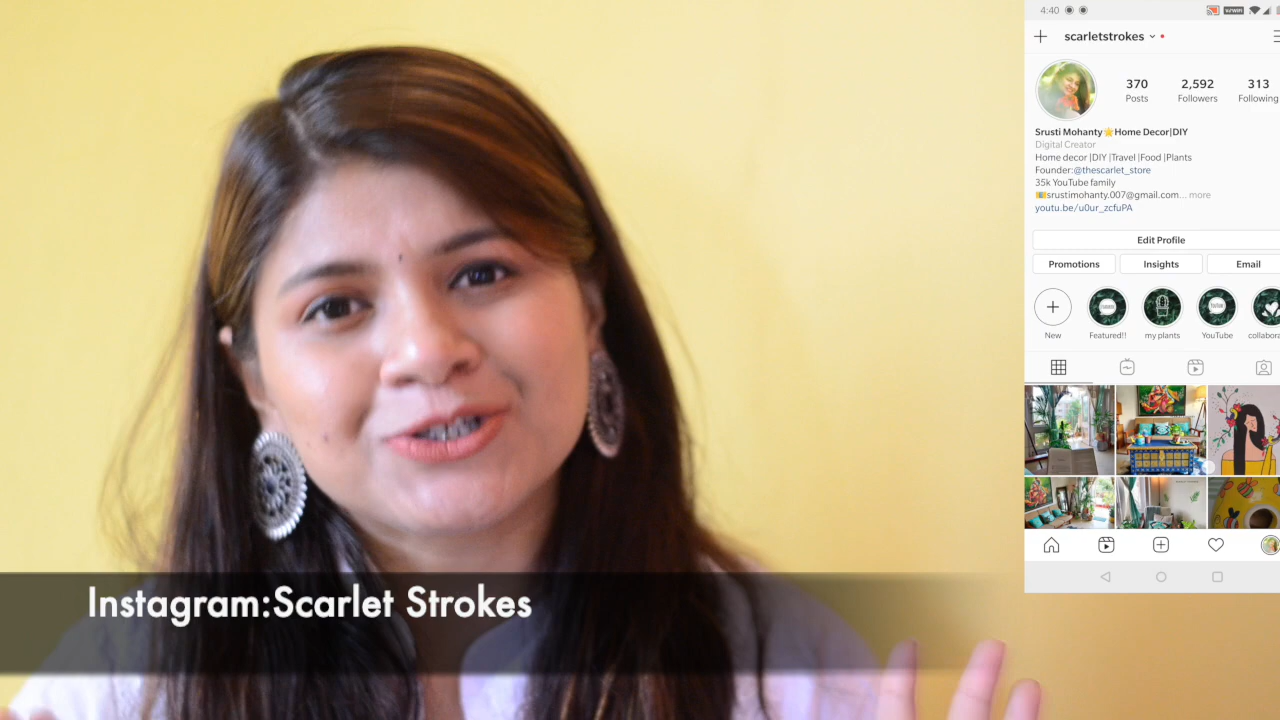 4:40
scarletstrokes
370 2,592 313
Posts Followers Following
Srusti Mohanty⭐Home Decor|DIY
Digital Creator
Home decor |DIY |Travel |Food |Plants
Founder:@thescarlet_store
35k YouTube family
📧srustimohanty.007@gmail.com... more
youtu.be/u0ur_zcfuPA
Edit Profile
Promotions Insights Email
New Featured!! my plants YouTube collabora
Instagram:Scarlet Strokes